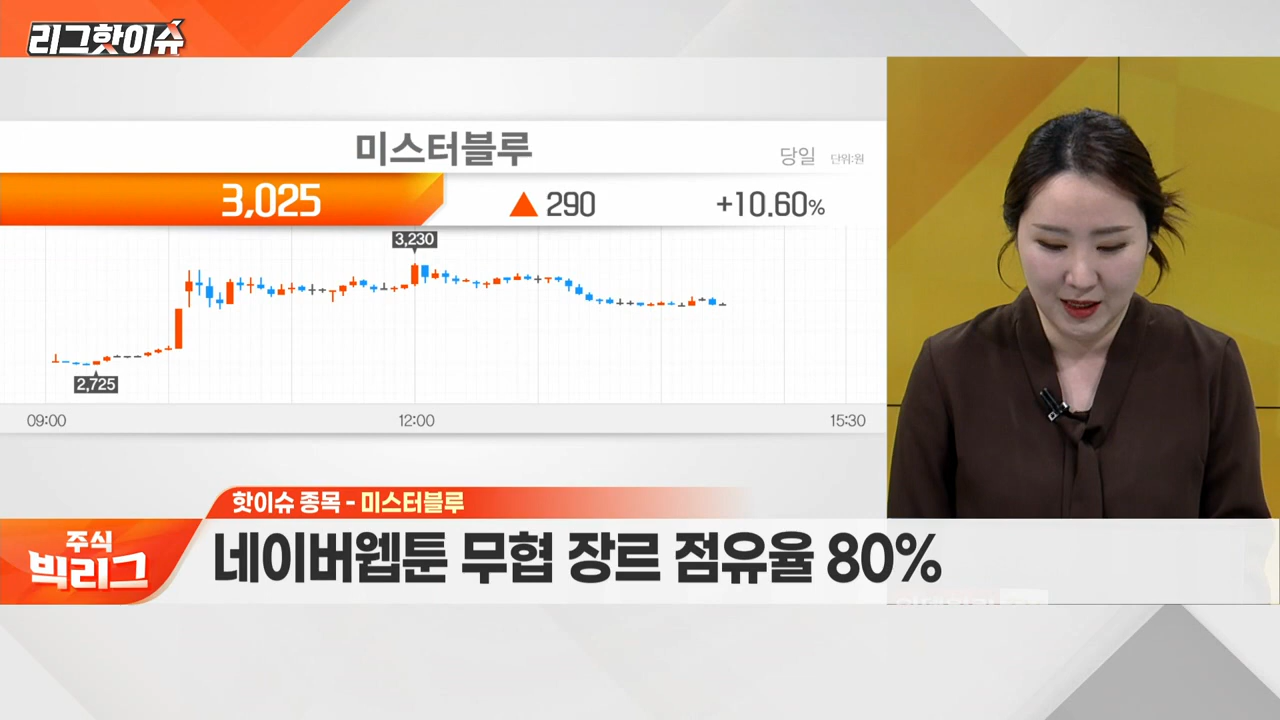 리그핫이슈
미스터블루
당일 단위:원
3,025 ▲ 290 +10.60%
3,230
2,725
09:00 12:00 15:30
핫이슈 종목 - 미스터블루
주식
빅리그
네이버웹툰 무협 장르 점유율 80%